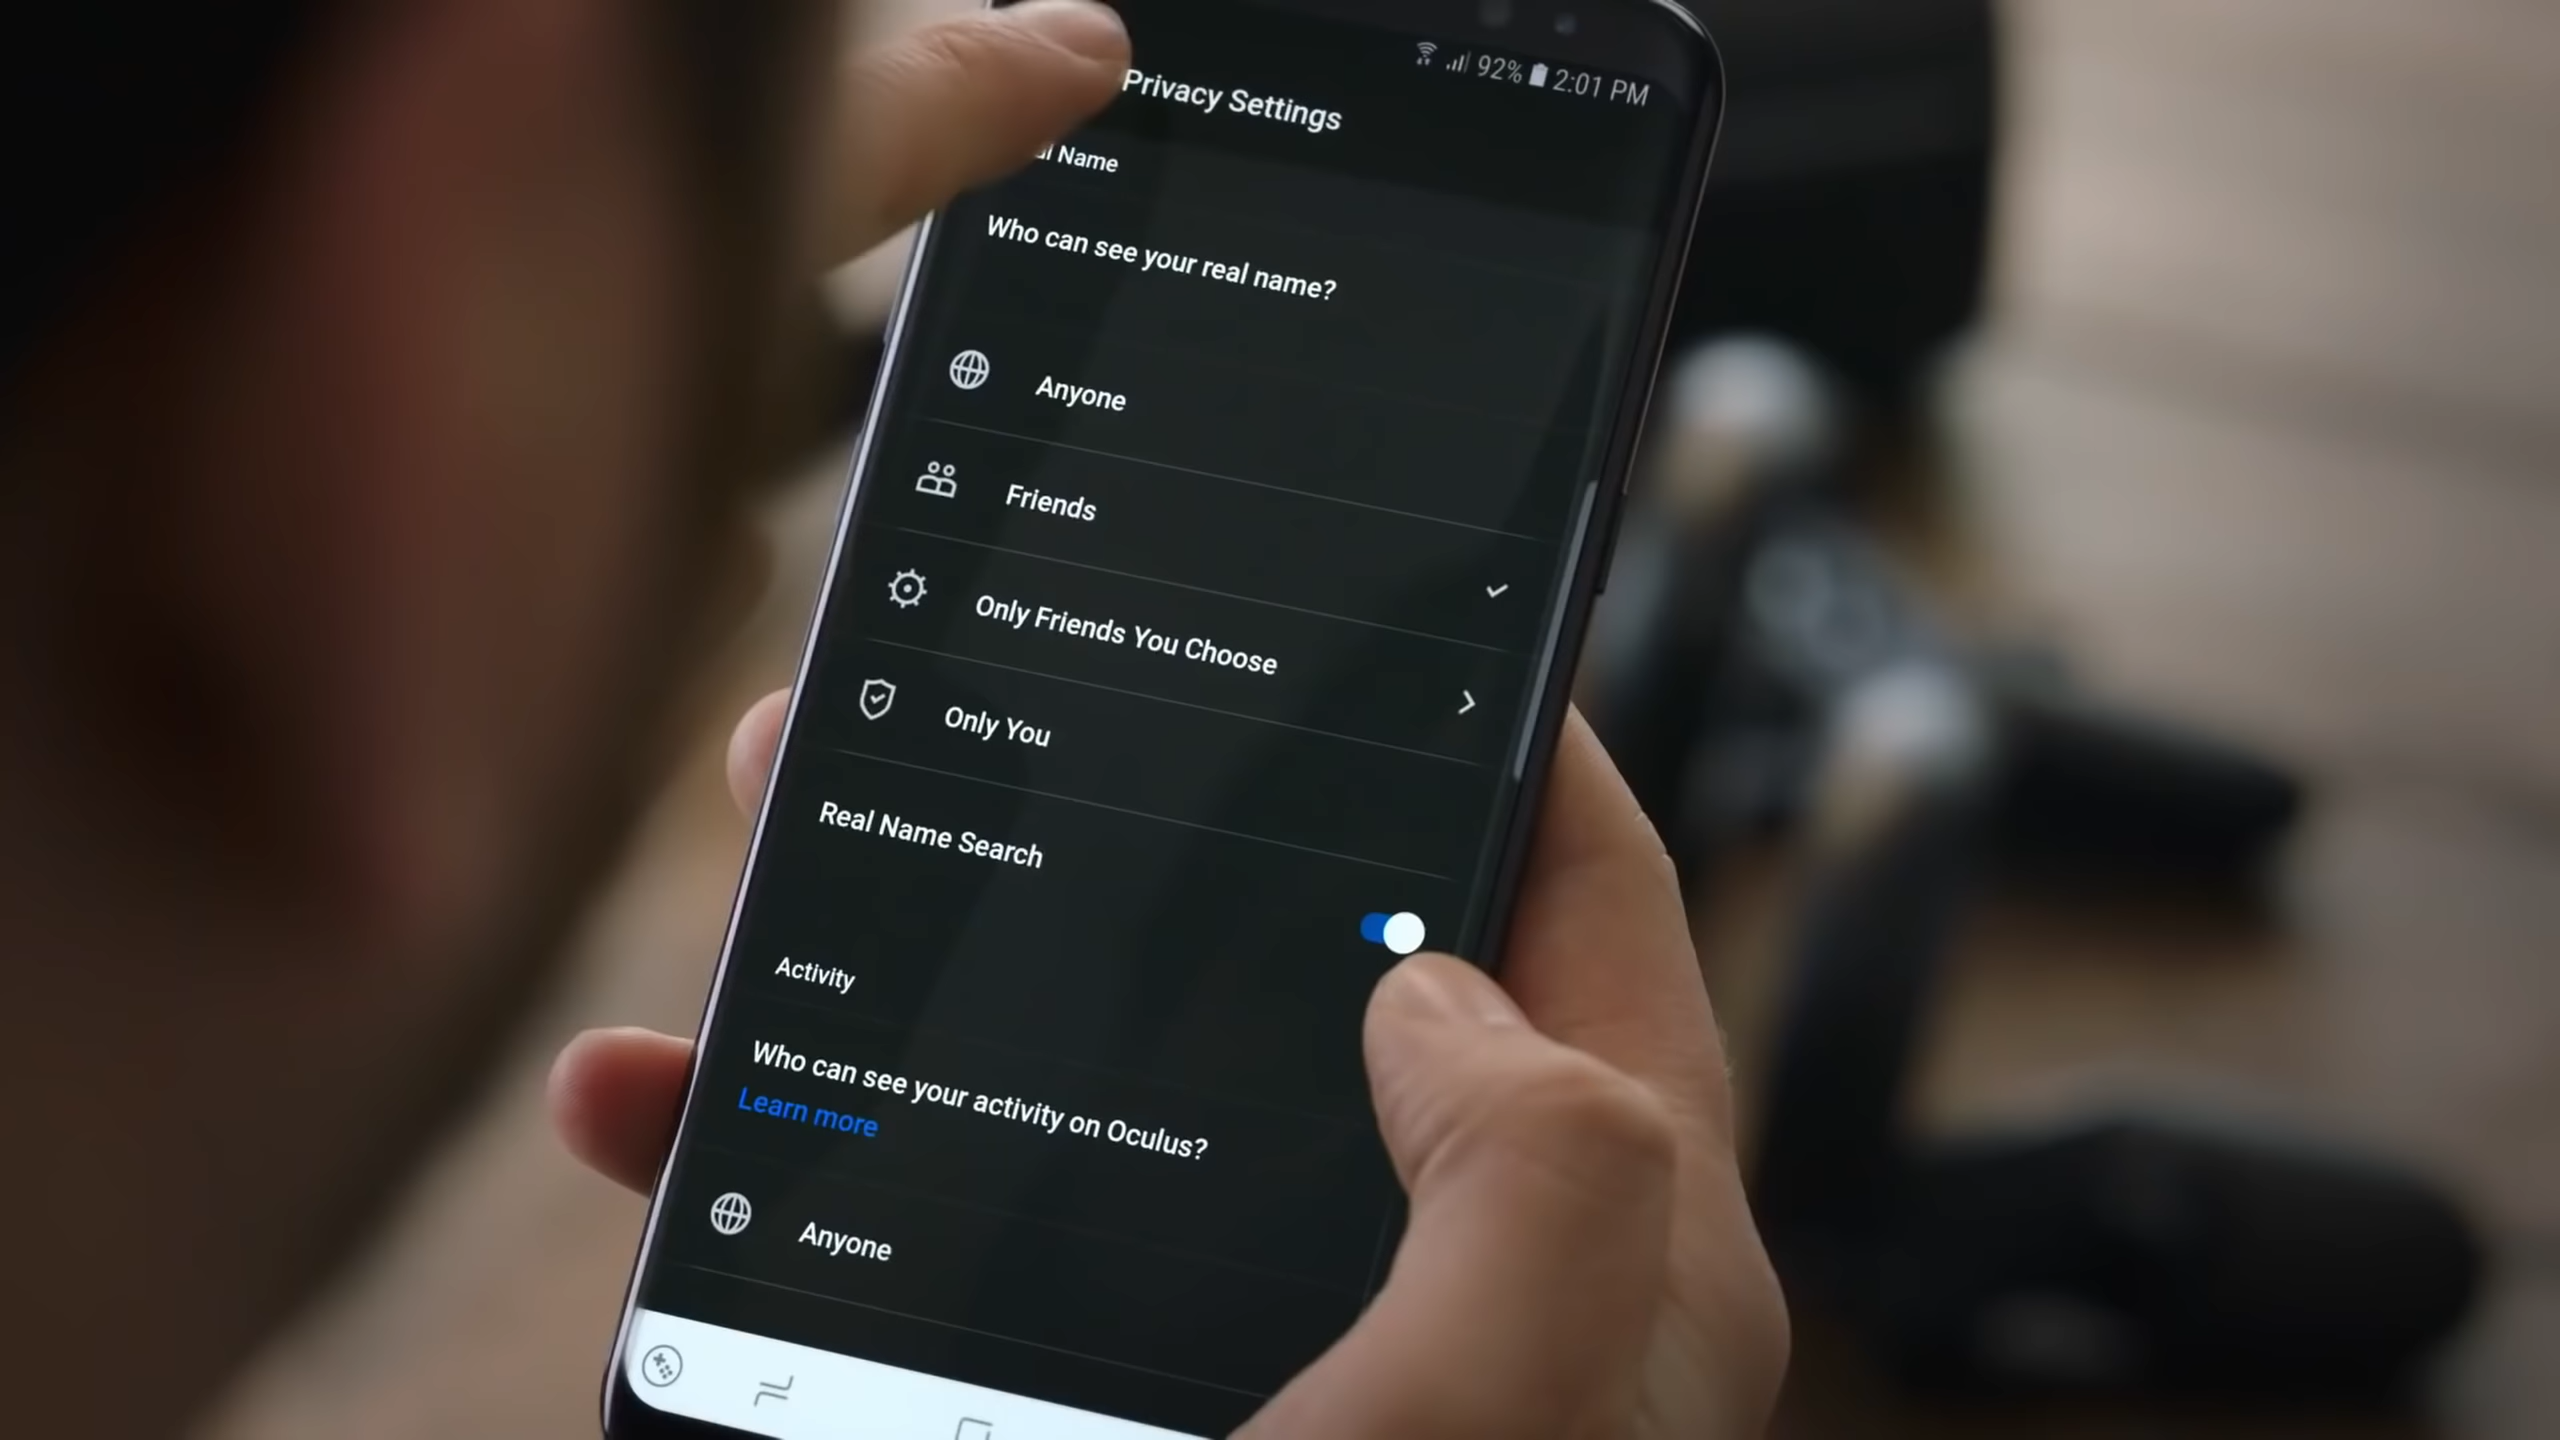 92% 2:01 PM
Privacy Settings
Name
Who can see your real name?
Anyone
Friends
Only Friends You Choose
Only You
Real Name Search
Activity
Who can see your activity on Oculus?
Learn more
Anyone